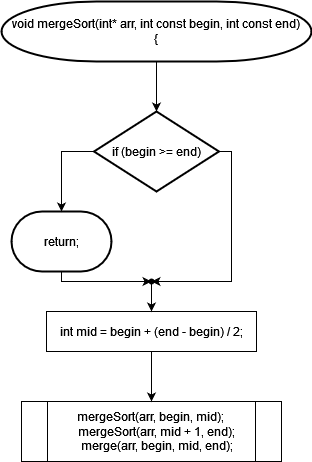 void mergeSort(int* arr, int const begin, int const end)
{
if (begin >= end)
return;
int mid = begin + (end - begin) / 2;
mergeSort(arr, begin, mid);
mergeSort(arr, mid + 1, end);
merge(arr, begin, mid, end);